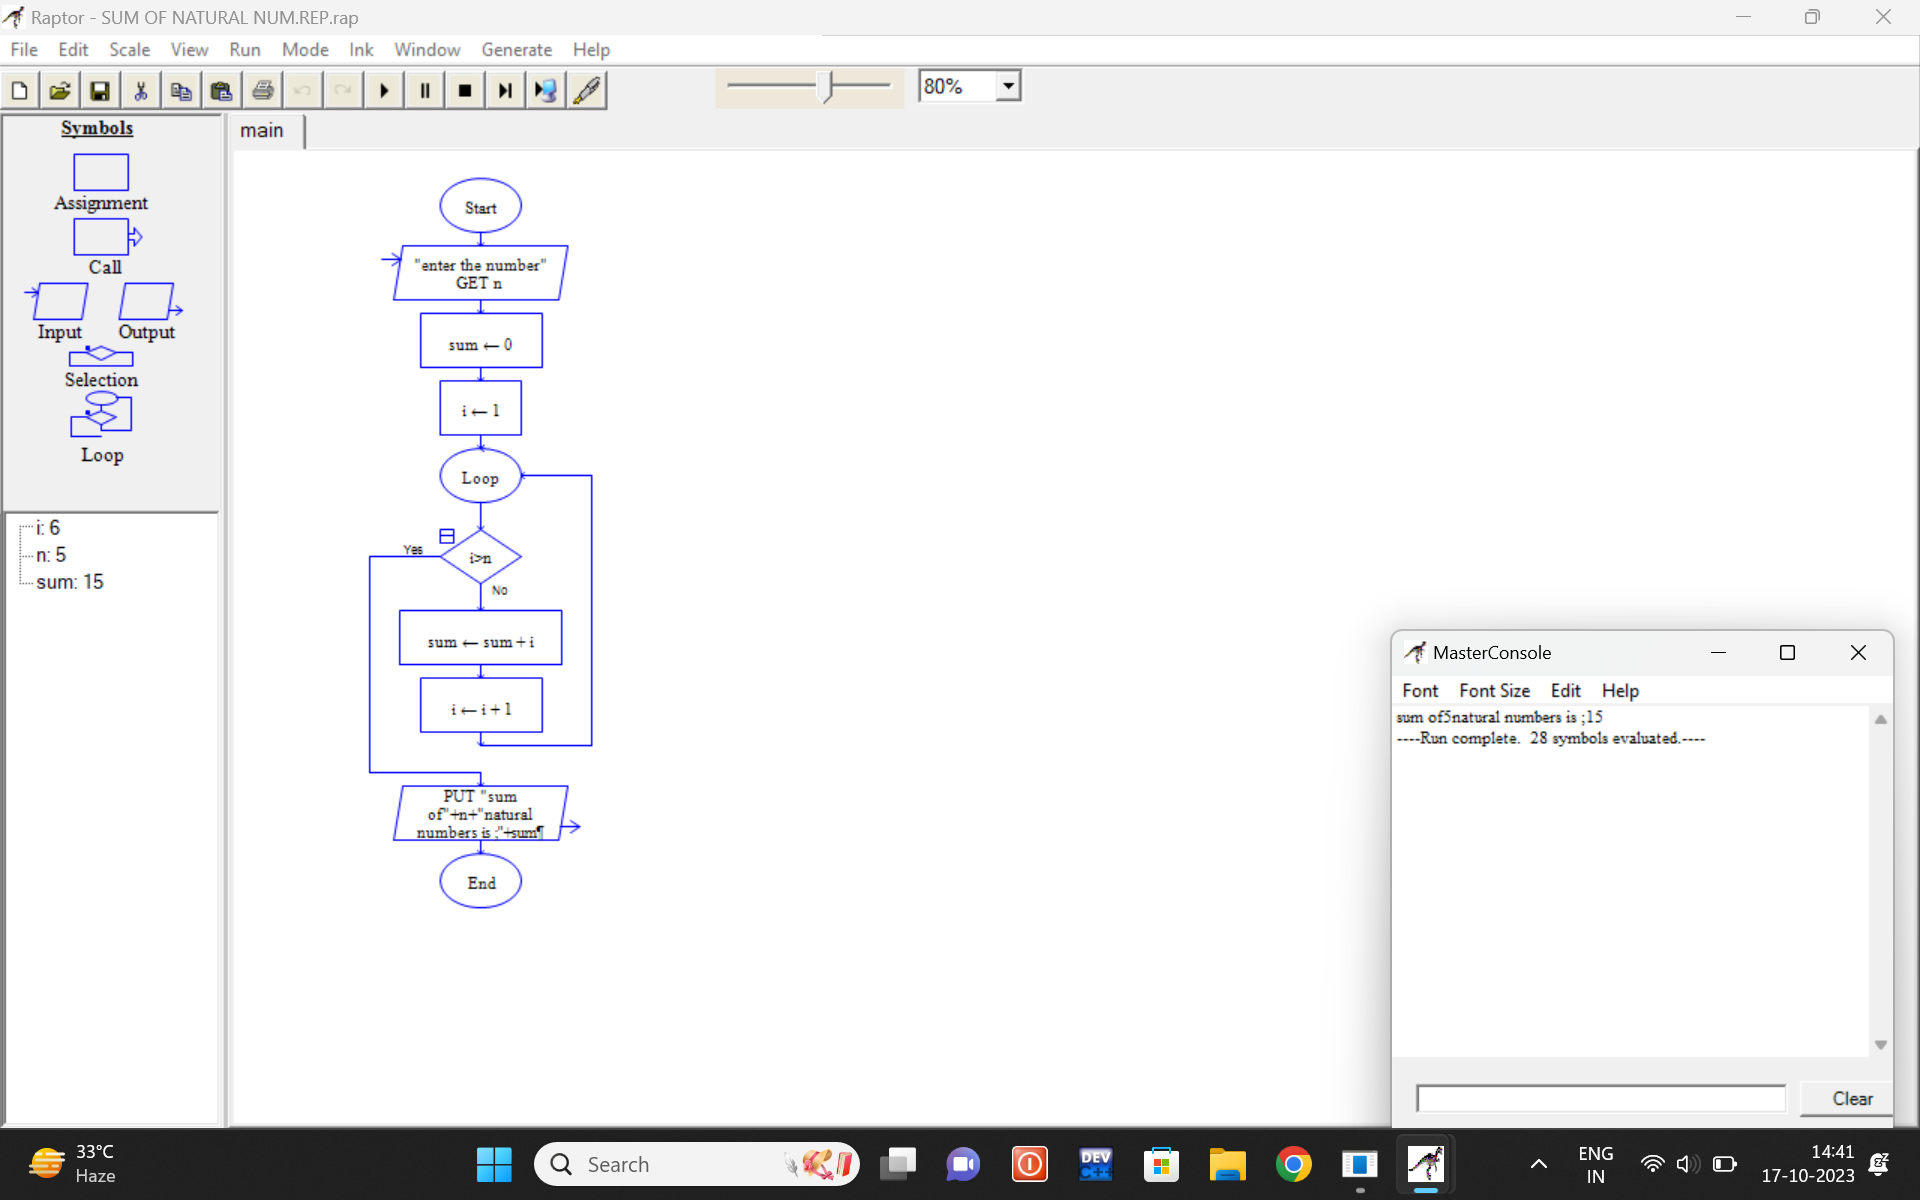 Raptor - SUM OF NATURAL NUM.REP.rap
File Edit Scale View Run Mode Ink Window Generate Help
80%
Symbols
Assignment
Call
Input Output
Selection
Loop
i: 6
n: 5
sum: 15
main
Start
"enter the number"
GET n
sum ← 0
i ← 1
Loop
Yes
i>n
No
sum ← sum + i
i ← i + 1
PUT "sum
of"+n+"natural
numbers is ;"+sum¶
End
MasterConsole
Font Font Size Edit Help
sum of5natural numbers is ;15
----Run complete.  28 symbols evaluated.----
Clear
33°C
Haze
Search
DEV
C++
ENG
IN
14:41
17-10-2023